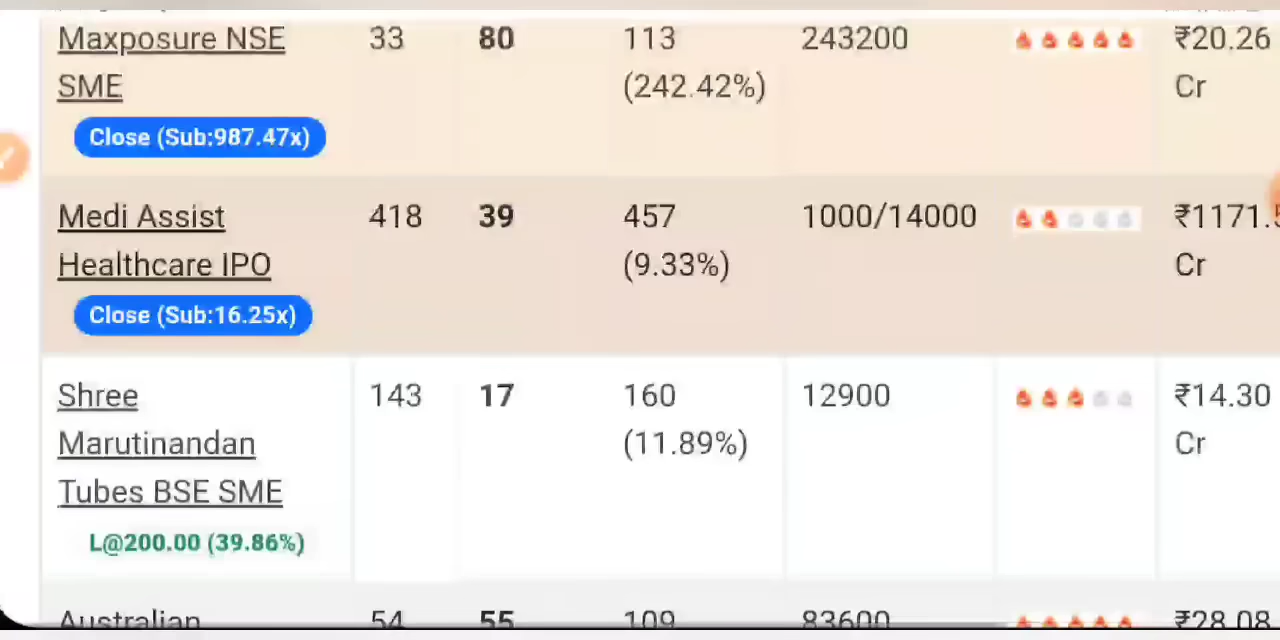 Maxposure NSE SME 33 80 113 (242.42%) 243200 ₹20.26 Cr
Close (Sub:987.47x)
Medi Assist Healthcare IPO 418 39 457 (9.33%) 1000/14000 ₹1171.5 Cr
Close (Sub:16.25x)
Shree Marutinandan Tubes BSE SME 143 17 160 (11.89%) 12900 ₹14.30 Cr
L@200.00 (39.86%)
Australian 54 55 109 83600 ₹28.08